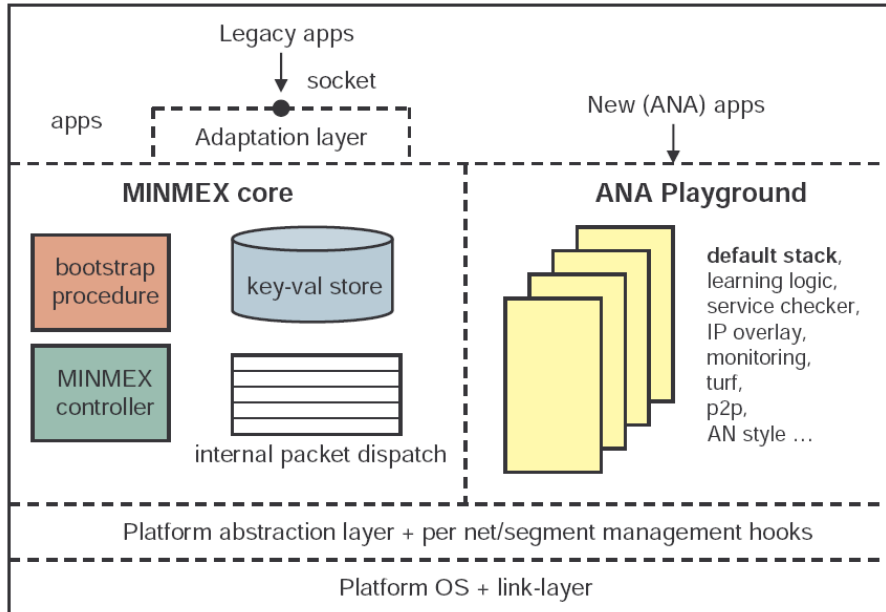 Legacy apps
socket
apps
Adaptation layer
New (ANA) apps
MINMEX core
bootstrap
procedure
key-val store
MINMEX
controller
internal packet dispatch
ANA Playground
default stack,
learning logic,
service checker,
IP overlay,
monitoring,
turf,
p2p,
AN style ...
Platform abstraction layer + per net/segment management hooks
Platform OS + link-layer